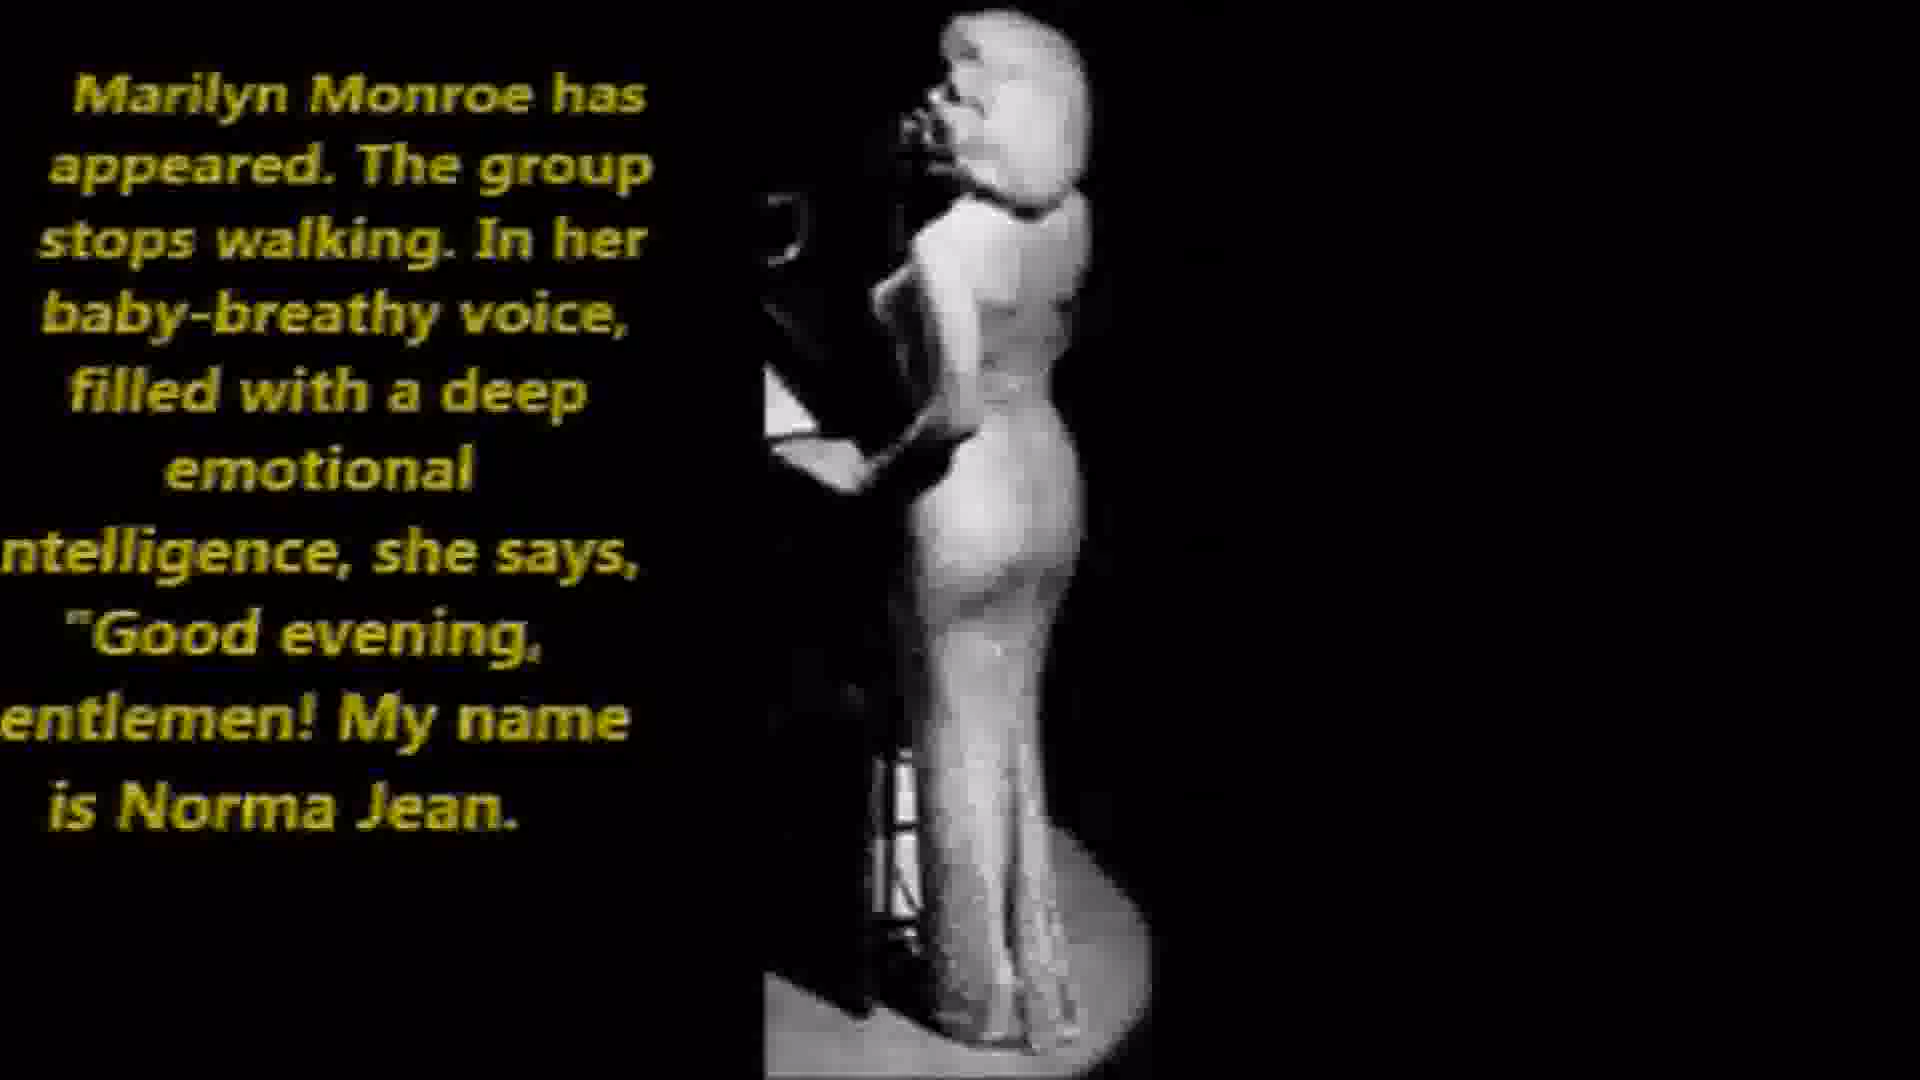 Marilyn Monroe has
appeared. The group
stops walking. In her
baby-breathy voice,
filled with a deep
emotional
ntelligence, she says,
"Good evening,
entlemen! My name
is Norma Jean.